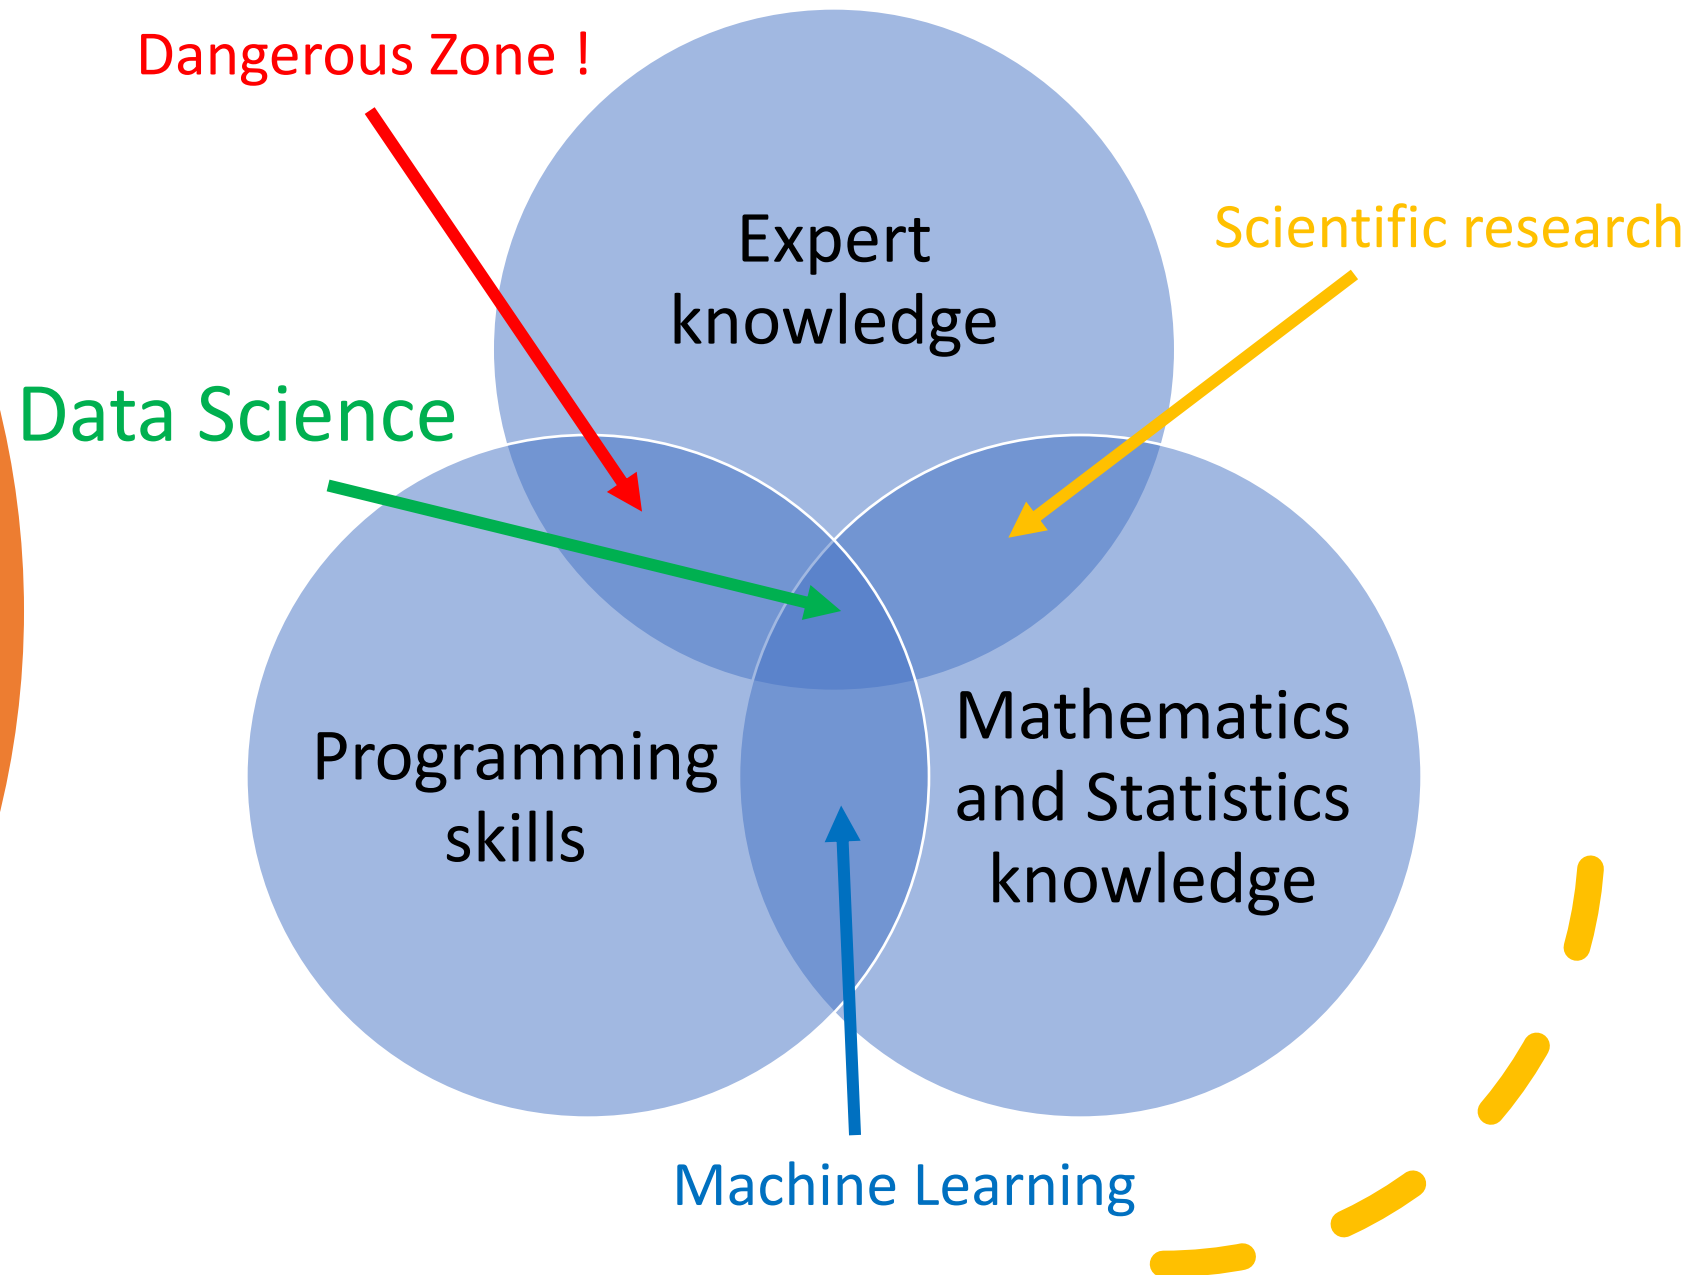 Dangerous Zone !
Expert
knowledge
Scientific research
Data Science
Programming
skills
Mathematics
and Statistics
knowledge
Machine Learning